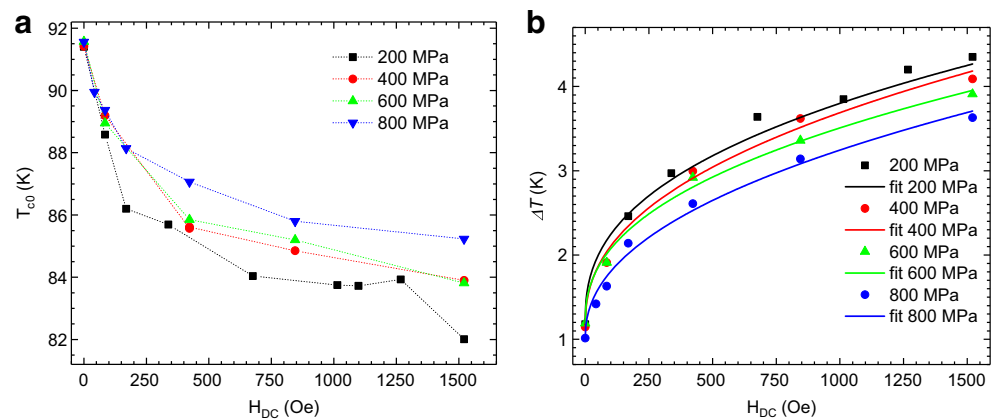 a
92
90
88
86
84
82
T_c0 (K)
0
250
500
750
1000
1250
1500
H_DC (Oe)
200 MPa
400 MPa
600 MPa
800 MPa
b
4
3
2
1
ΔT (K)
0
250
500
750
1000
1250
1500
H_DC (Oe)
200 MPa
fit 200 MPa
400 MPa
fit 400 MPa
600 MPa
fit 600 MPa
800 MPa
fit 800 MPa